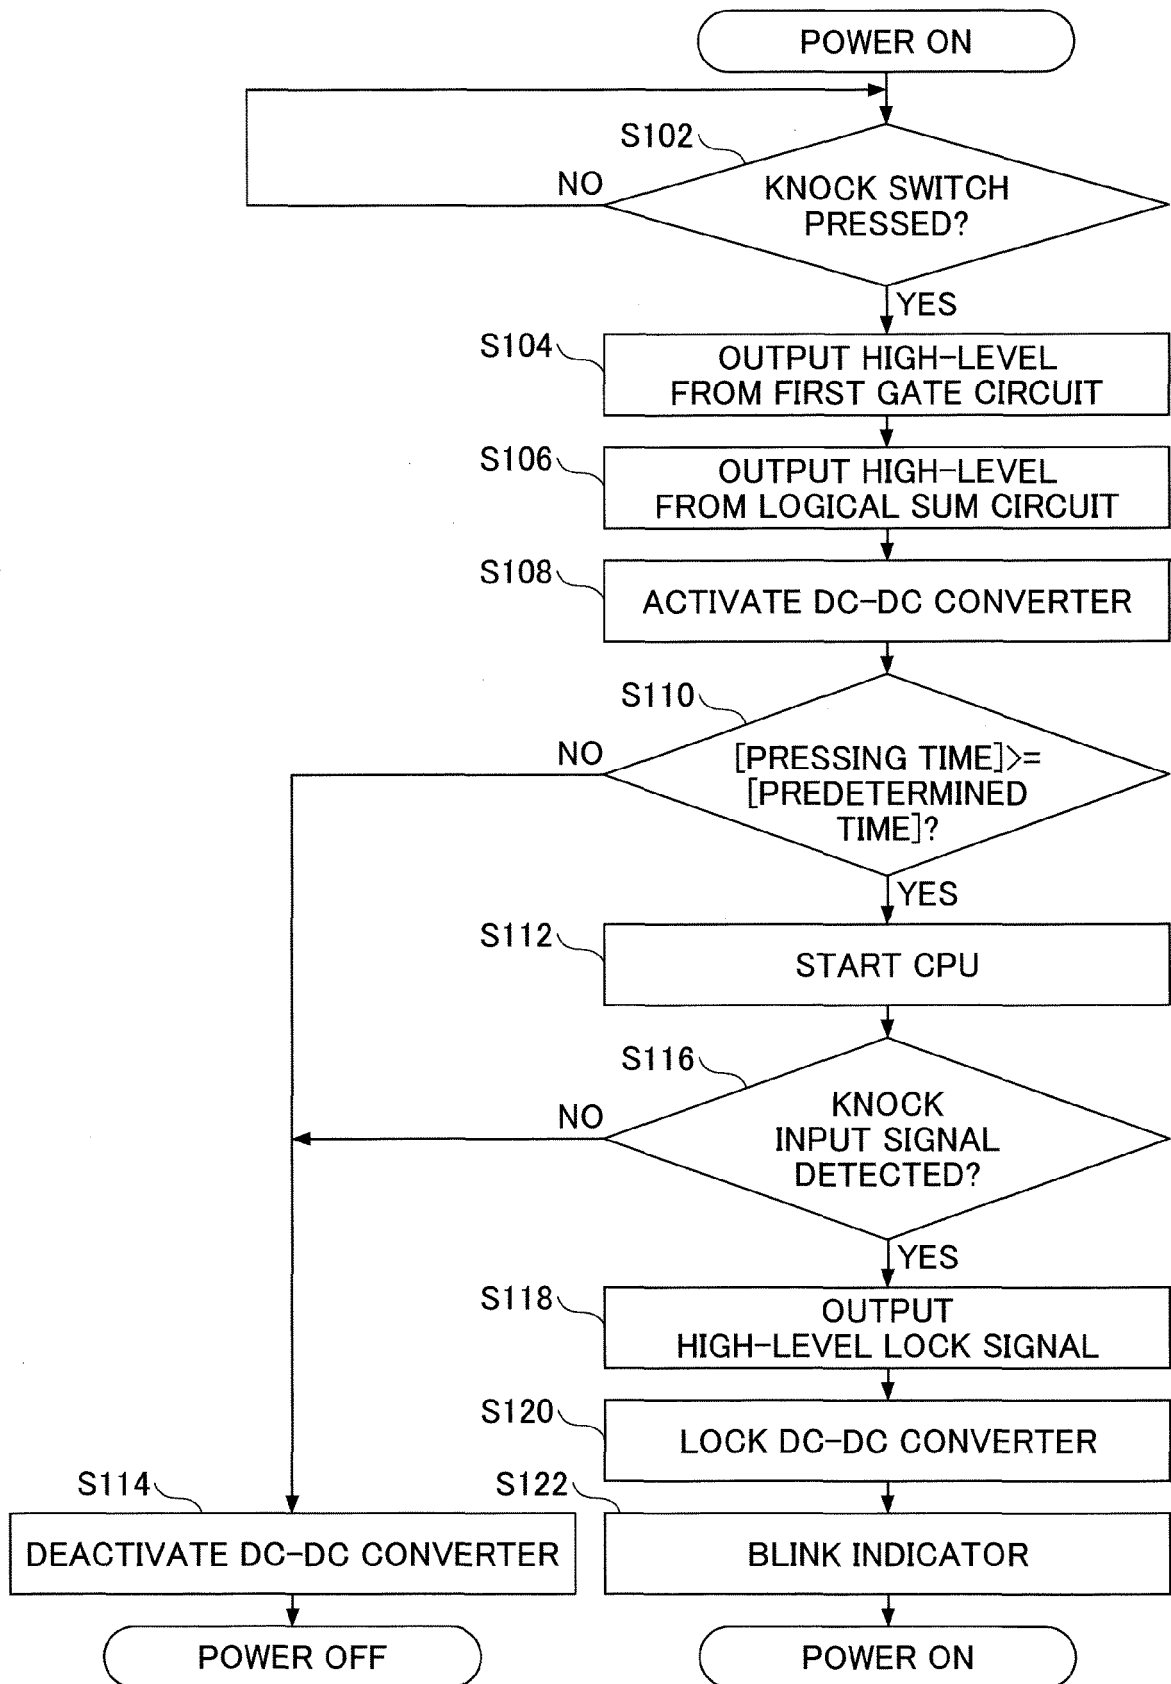 POWER ON
S102
NO
KNOCK SWITCH
PRESSED?
YES
S104
OUTPUT HIGH-LEVEL
FROM FIRST GATE CIRCUIT
S106
OUTPUT HIGH-LEVEL
FROM LOGICAL SUM CIRCUIT
S108
ACTIVATE DC-DC CONVERTER
S110
NO
[PRESSING TIME]>=
[PREDETERMINED
TIME]?
YES
S112
START CPU
S116
NO
KNOCK
INPUT SIGNAL
DETECTED?
YES
S118
OUTPUT
HIGH-LEVEL LOCK SIGNAL
S120
LOCK DC-DC CONVERTER
S114
S122
DEACTIVATE DC-DC CONVERTER
BLINK INDICATOR
POWER OFF
POWER ON